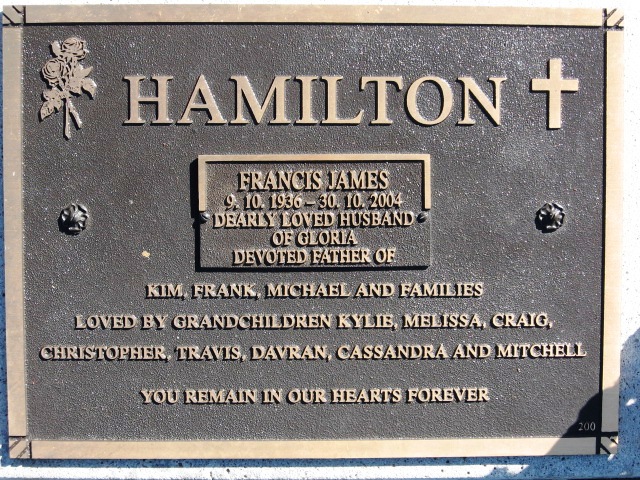 HAMILTON
FRANCIS JAMES
9. 10. 1936 – 30. 10. 2004
DEARLY LOVED HUSBAND
OF GLORIA
DEVOTED FATHER OF
KIM, FRANK, MICHAEL AND FAMILIES
LOVED BY GRANDCHILDREN KYLIE, MELISSA, CRAIG,
CHRISTOPHER, TRAVIS, DAVRAN, CASSANDRA AND MITCHELL
YOU REMAIN IN OUR HEARTS FOREVER
200